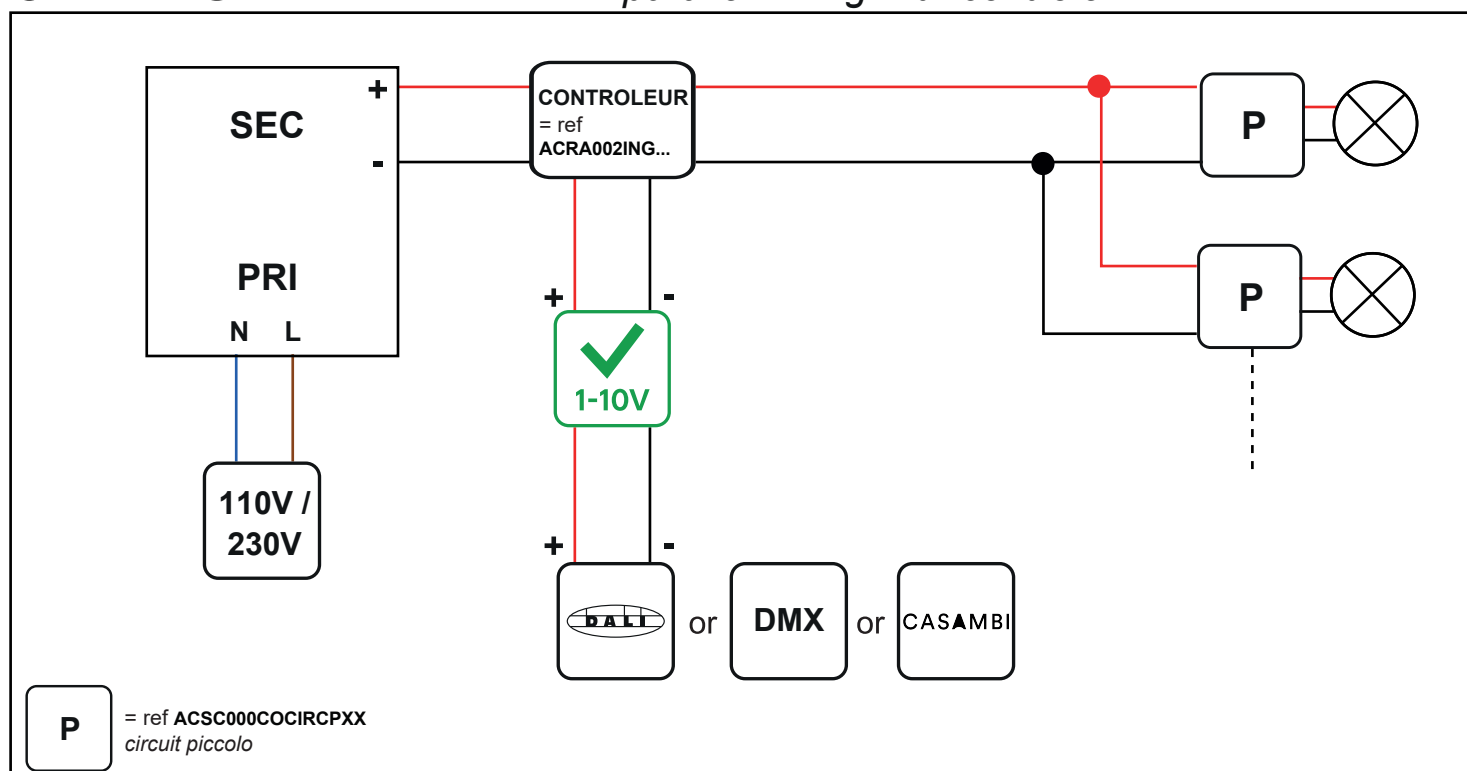 SEC
+
-
PRI
N L
110V /
230V
CONTROLEUR
= ref
ACRA002ING...
+ -
1-10V
+ -
DALI or DMX or CASAMBI
P
P
P
= ref ACSC000COCIRCPXX
circuit piccolo